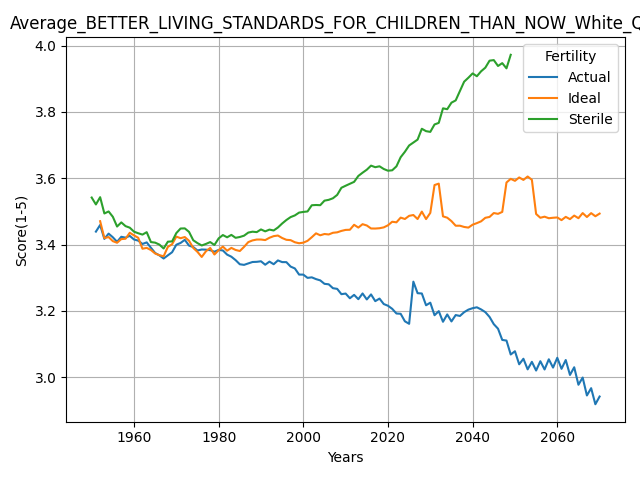 Average_BETTER_LIVING_STANDARDS_FOR_CHILDREN_THAN_NOW_White_Q
Fertility
Actual
Ideal
Sterile
4.0
3.8
3.6
3.4
3.2
3.0
Score(1-5)
1960 1980 2000 2020 2040 2060
Years